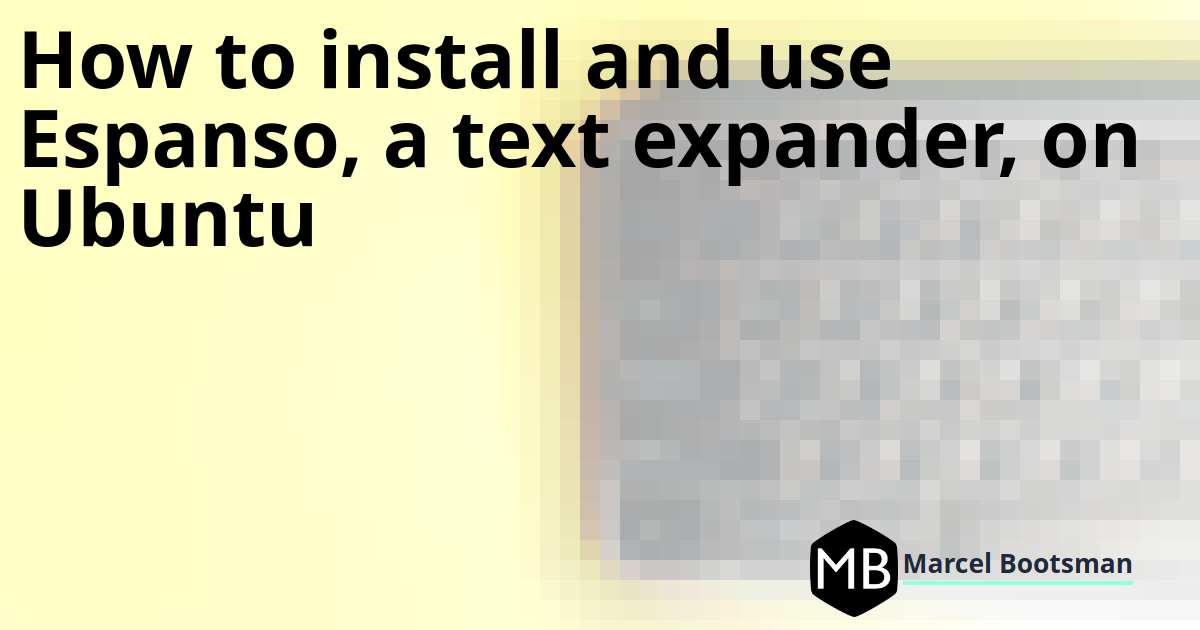 How to install and use
Espanso, a text expander, on
Ubuntu
MB
Marcel Bootsman